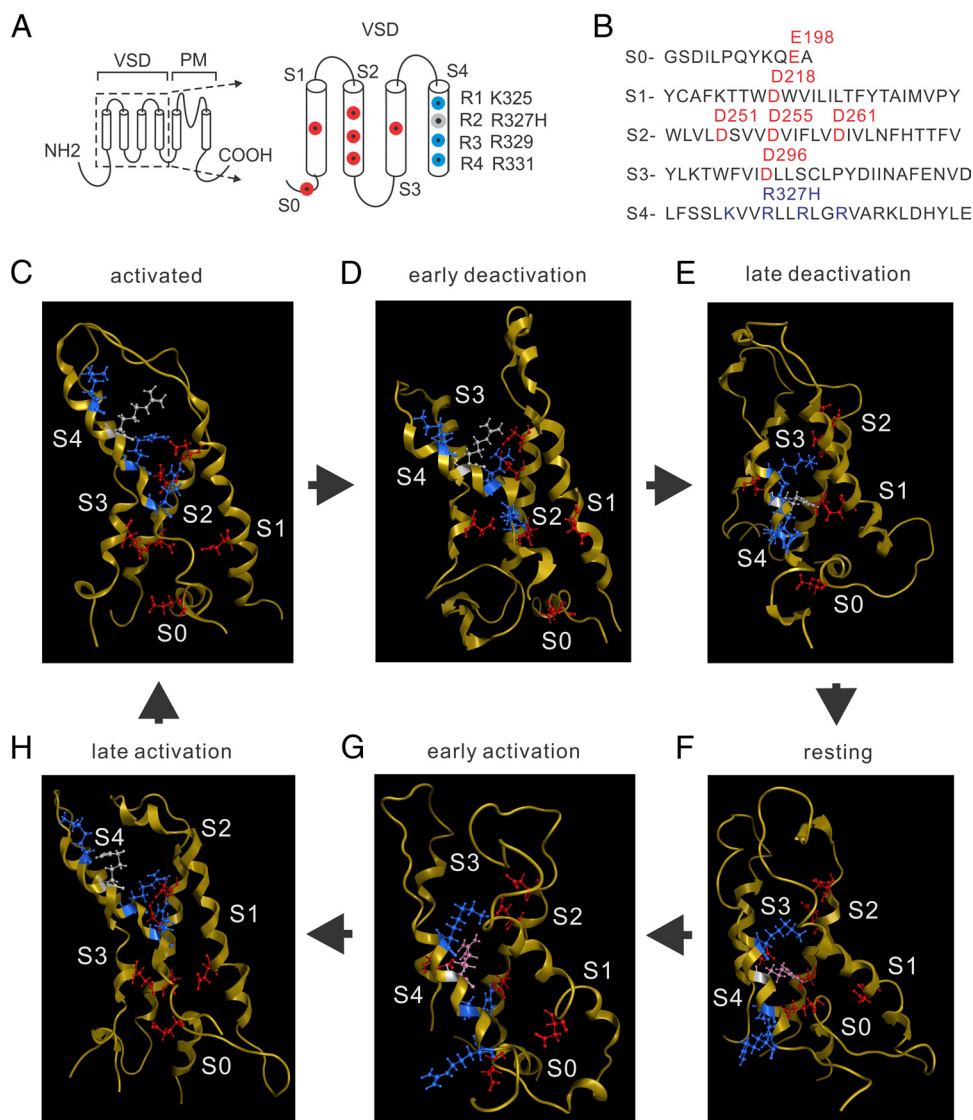 A
VSD
PM
NH2
COOH
VSD
S1
S2
S4
R1 K325
R2 R327H
R3 R329
R4 R331
S0
S3
B
E198
S0- GSDILPQYKQEA
D218
S1- YCAFKTTWDWVILILTFYTAIMVPY
D251 D255 D261
S2- WLVLDSVVDVIFLVDIVLNFHTTFV
D296
S3- YLKTWFVIDLLSCLPYDIINAFENVD
R327H
S4- LFSSLKVVRLLRLGRVARKLDHYLE
C
activated
S4
S3
S2
S1
S0
D
early deactivation
S3
S4
S2
S1
S0
E
late deactivation
S2
S3
S1
S4
S0
H
late activation
S4
S2
S1
S3
S0
G
early activation
S3
S2
S1
S4
S0
F
resting
S3
S2
S1
S4
S0